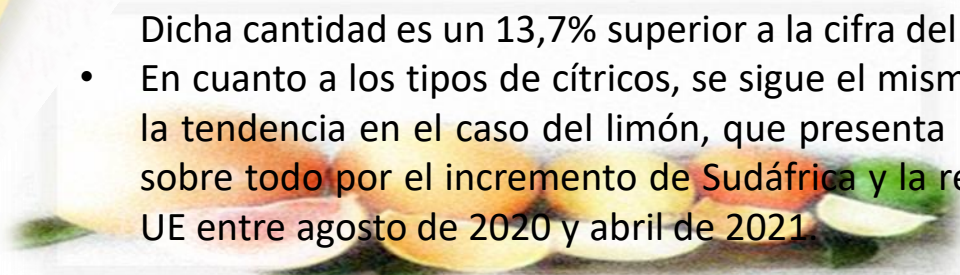 Dicha cantidad es un 13,7% superior a la cifra del
• En cuanto a los tipos de cítricos, se sigue el mism
la tendencia en el caso del limón, que presenta
sobre todo por el incremento de Sudáfrica y la re
UE entre agosto de 2020 y abril de 2021.